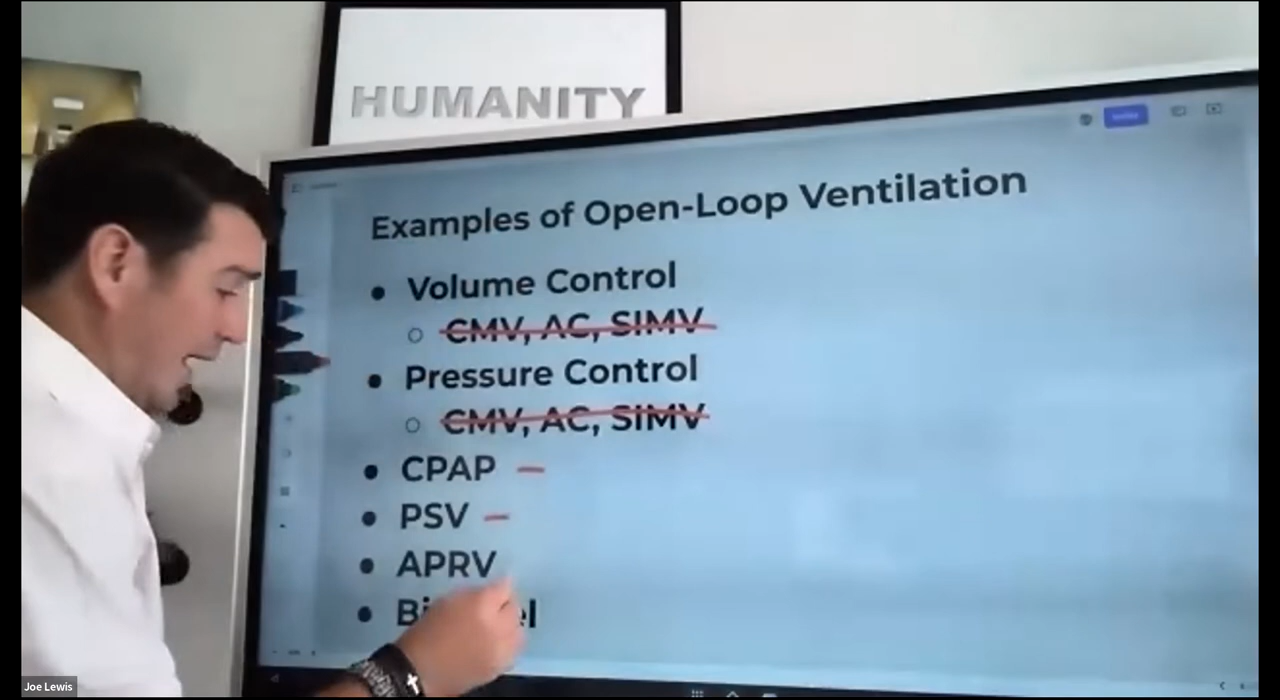 HUMANITY
Examples of Open-Loop Ventilation
• Volume Control
○ CMV, AC, SIMV
• Pressure Control
○ CMV, AC, SIMV
• CPAP
• PSV
• APRV
Joe Lewis